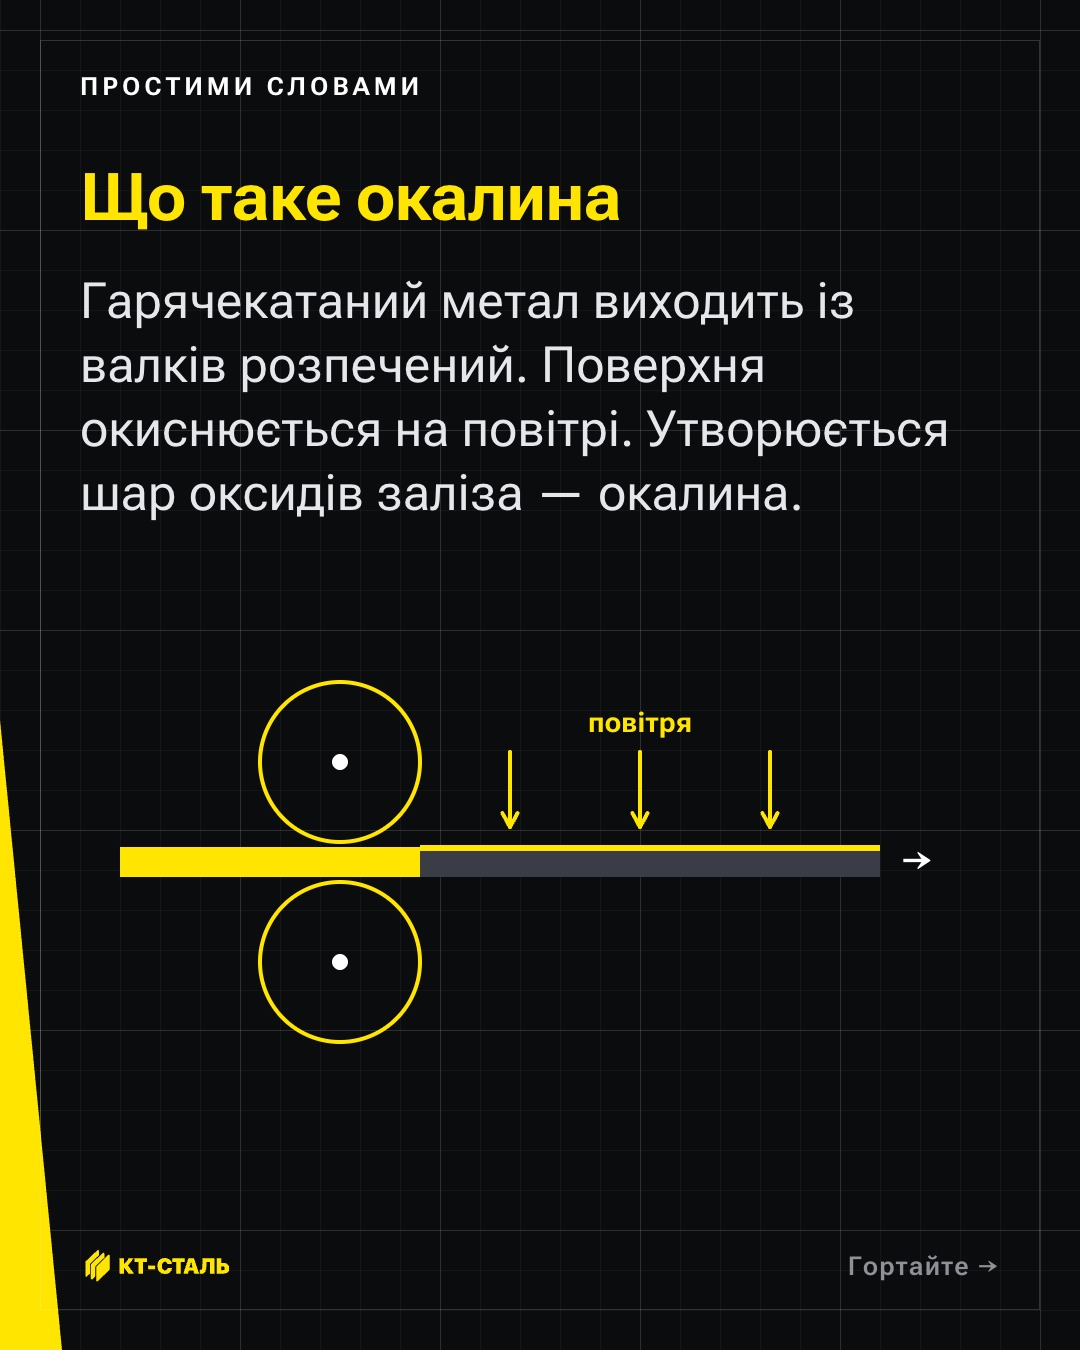 ПРОСТИМИ СЛОВАМИ
Що таке окалина
Гарячекатаний метал виходить із
валків розпечений. Поверхня
окиснюється на повітрі. Утворюється
шар оксидів заліза — окалина.
повітря
→
КТ-СТАЛЬ
Гортайте →